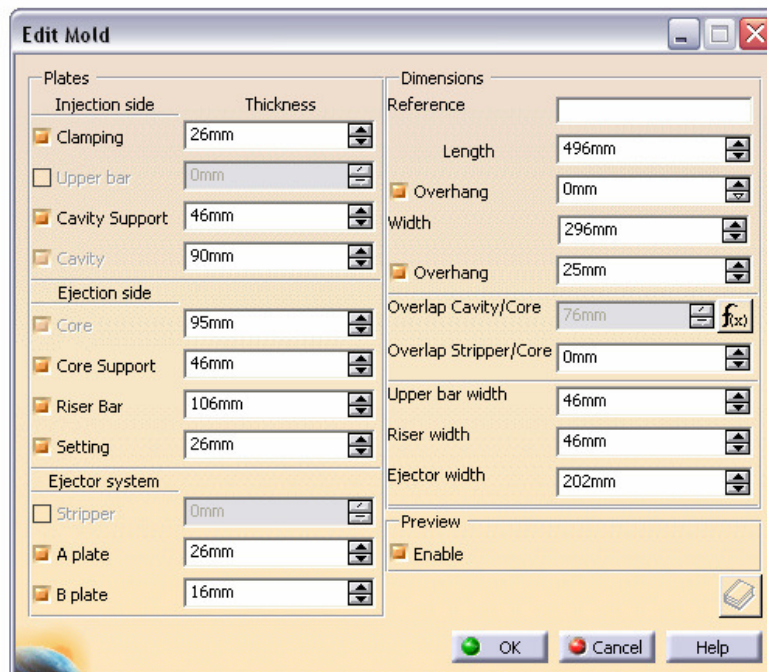 Edit Mold
Plates
Injection side Thickness
Clamping 26mm
Upper bar 0mm
Cavity Support 46mm
Cavity 90mm
Ejection side
Core 95mm
Core Support 46mm
Riser Bar 106mm
Setting 26mm
Ejector system
Stripper 0mm
A plate 26mm
B plate 16mm
Dimensions
Reference
Length 496mm
Overhang 0mm
Width 296mm
Overhang 25mm
Overlap Cavity/Core 76mm f(x)
Overlap Stripper/Core 0mm
Upper bar width 46mm
Riser width 46mm
Ejector width 202mm
Preview
Enable
OK Cancel Help